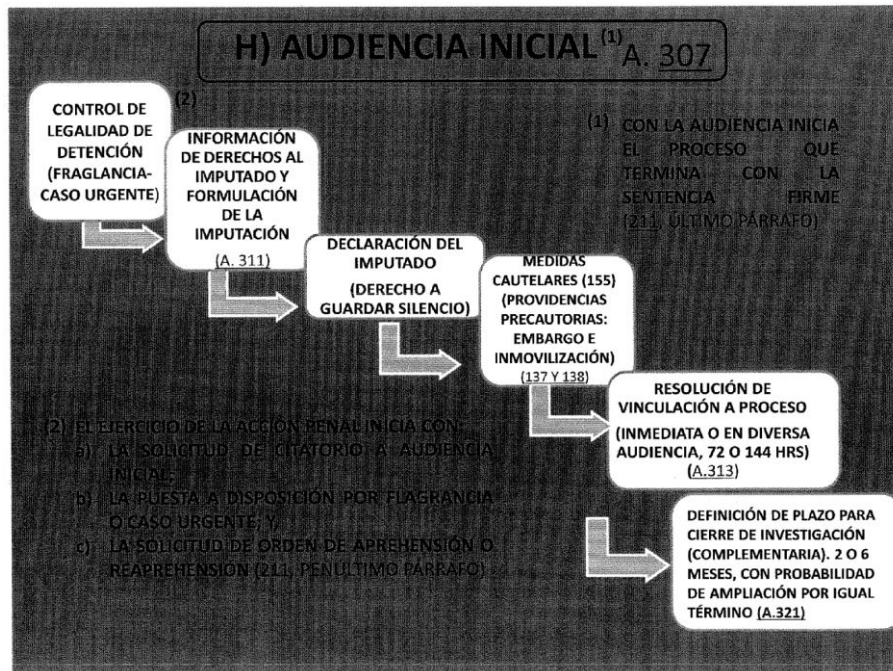 H) AUDIENCIA INICIAL (1) A. 307
CONTROL DE
LEGALIDAD DE
DETENCIÓN
(FRAGLANCIA-
CASO URGENTE)
(2)
INFORMACIÓN
DE DERECHOS AL
IMPUTADO Y
FORMULACIÓN
DE LA
IMPUTACIÓN
(A. 311)
(1) CON LA AUDIENCIA INICIA
EL PROCESO QUE
TERMINA CON LA
SENTENCIA FIRME
(211, ÚLTIMO PÁRRAFO)
DECLARACIÓN DEL
IMPUTADO
(DERECHO A
GUARDAR SILENCIO)
MEDIDAS
CAUTELARES (155)
(PROVIDENCIAS
PRECAUTORIAS:
EMBARGO E
INMOVILIZACIÓN)
(137 Y 138)
RESOLUCIÓN DE
VINCULACIÓN A PROCESO
(INMEDIATA O EN DIVERSA
AUDIENCIA, 72 O 144 HRS)
(A.313)
(2) EL EJERCICIO DE LA ACCIÓN PENAL INICIA CON:
a) LA SOLICITUD DE CITATORIO A AUDIENCIA
INICIAL;
b) LA PUESTA A DISPOSICIÓN POR FLAGRANCIA
O CASO URGENTE; Y,
c) LA SOLICITUD DE ORDEN DE APREHENSIÓN O
REAPREHENSIÓN (211, PENÚLTIMO PÁRRAFO)
DEFINICIÓN DE PLAZO PARA
CIERRE DE INVESTIGACIÓN
(COMPLEMENTARIA). 2 O 6
MESES, CON PROBABILIDAD
DE AMPLIACIÓN POR IGUAL
TÉRMINO (A.321)